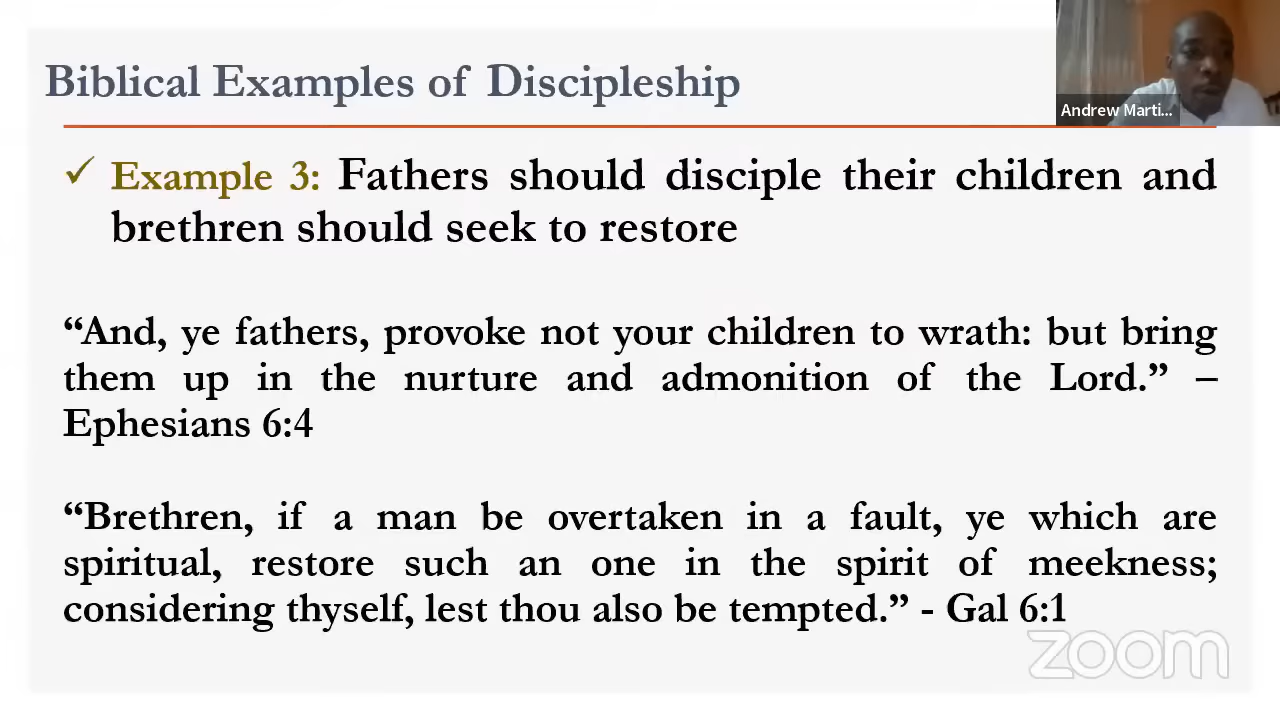 Biblical Examples of Discipleship
Andrew Marti...
✓ Example 3: Fathers should disciple their children and
brethren should seek to restore
“And, ye fathers, provoke not your children to wrath: but bring
them up in the nurture and admonition of the Lord.” –
Ephesians 6:4
“Brethren, if a man be overtaken in a fault, ye which are
spiritual, restore such an one in the spirit of meekness;
considering thyself, lest thou also be tempted.” - Gal 6:1
zoom